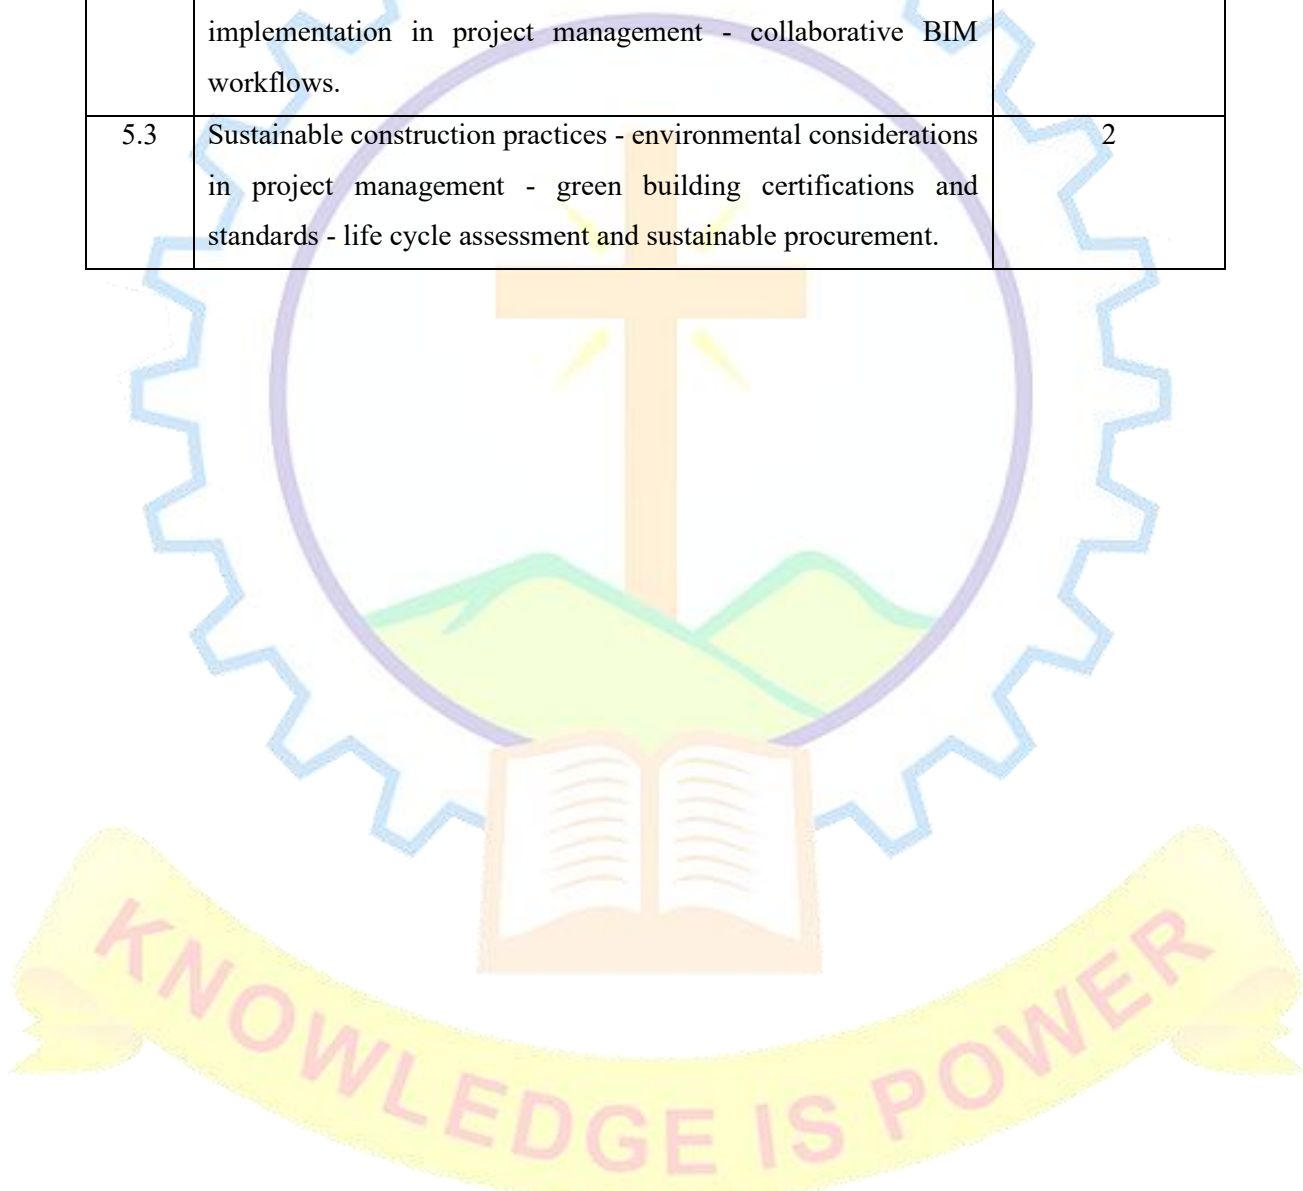 implementation in project management - collaborative BIM
workflows.
5.3 Sustainable construction practices - environmental considerations 2
in project management - green building certifications and
standards - life cycle assessment and sustainable procurement.
KNOWLEDGE IS POWER